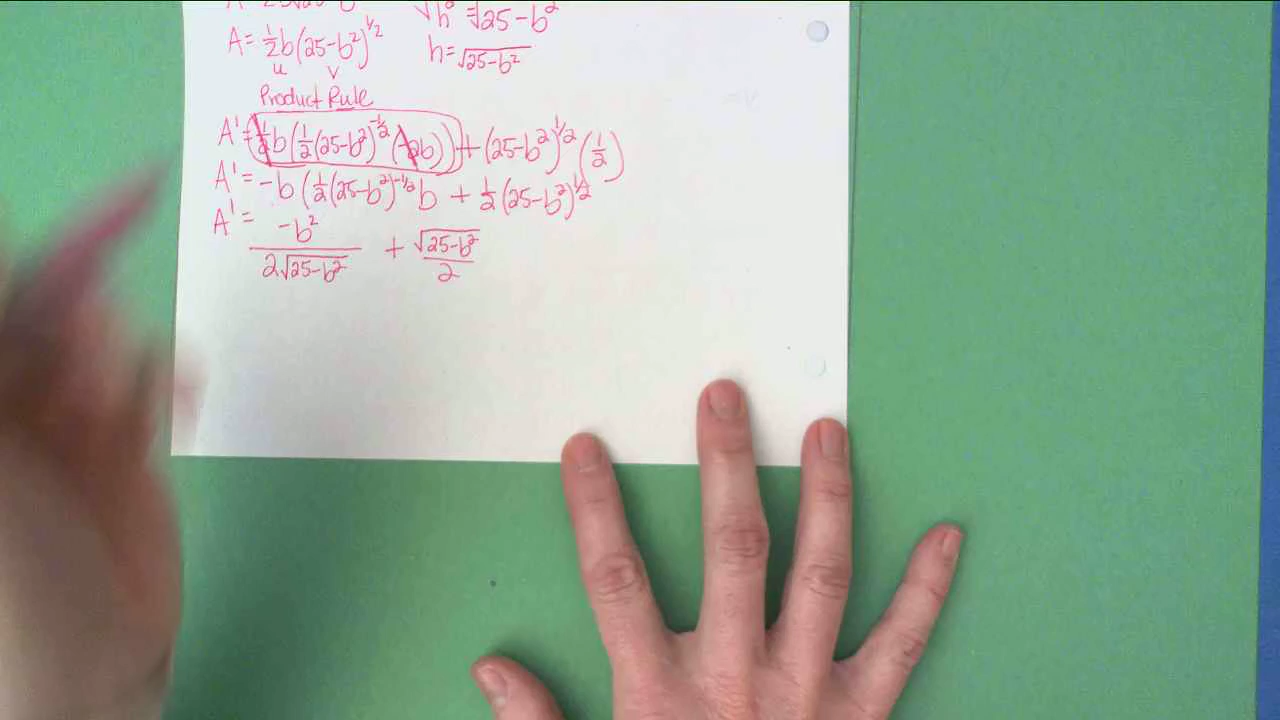 √h² = √25-b²
A = ½b(25-b²)^1/2
h = √25-b²
u v
Product Rule
A' = (½b(½(25-b²)^-1/2(-2b))) + (25-b²)^1/2(½)
A' = -b(½(25-b²)^-1/2 b + ½(25-b²)^1/2
A' = -b²/2√25-b² + √25-b²/2